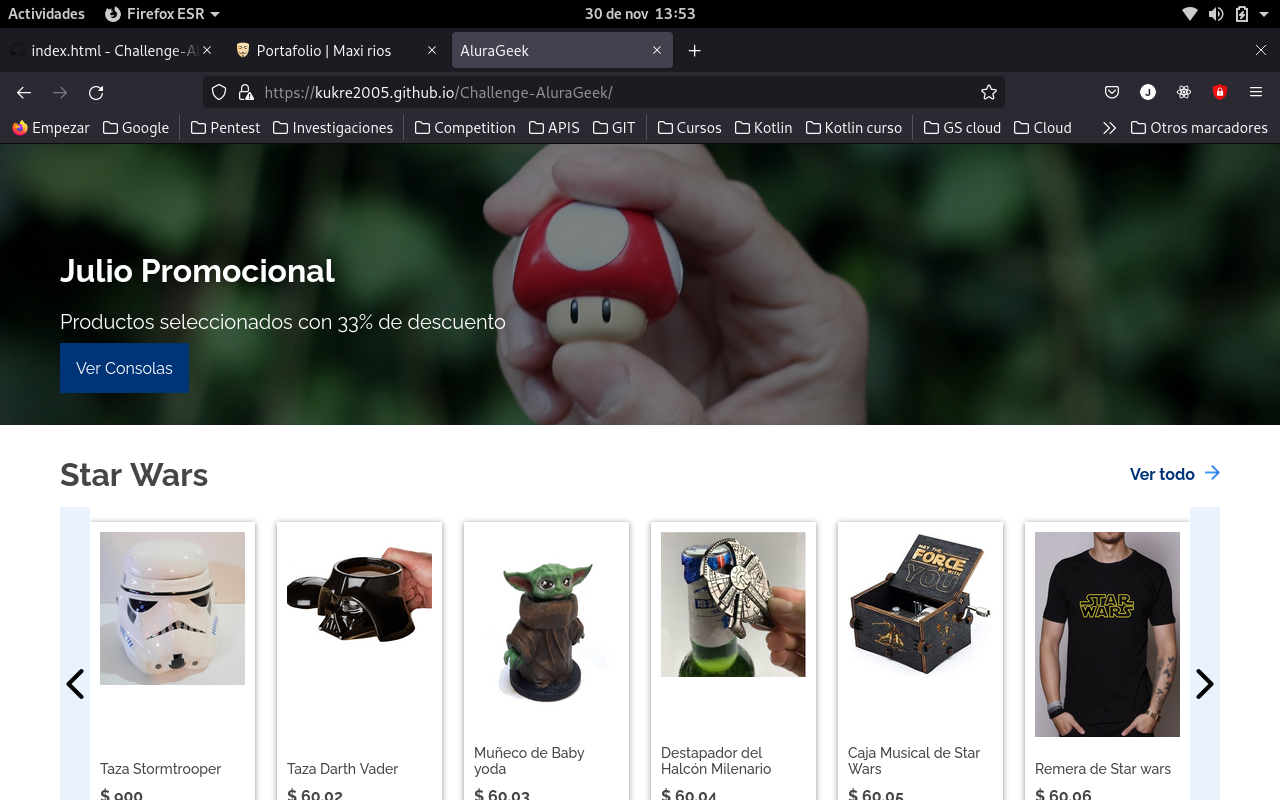 Actividades Firefox ESR 30 de nov 13:53
index.html - Challenge-Al Portafolio | Maxi rios AluraGeek
https://kukre2005.github.io/Challenge-AluraGeek/
Empezar Google Pentest Investigaciones Competition APIS GIT Cursos Kotlin Kotlin curso GS cloud Cloud Otros marcadores
Julio Promocional
Productos seleccionados con 33% de descuento
Ver Consolas
Star Wars
Ver todo
MAY THE
FORCE
BE WITH
YOU
STAR
WARS
Taza Stormtrooper
Taza Darth Vader
Muñeco de Baby
yoda
Destapador del
Halcón Milenario
Caja Musical de Star
Wars
Remera de Star wars
$ 900 $ 60.02 $ 60.03 $ 60.04 $ 60.05 $ 60.06